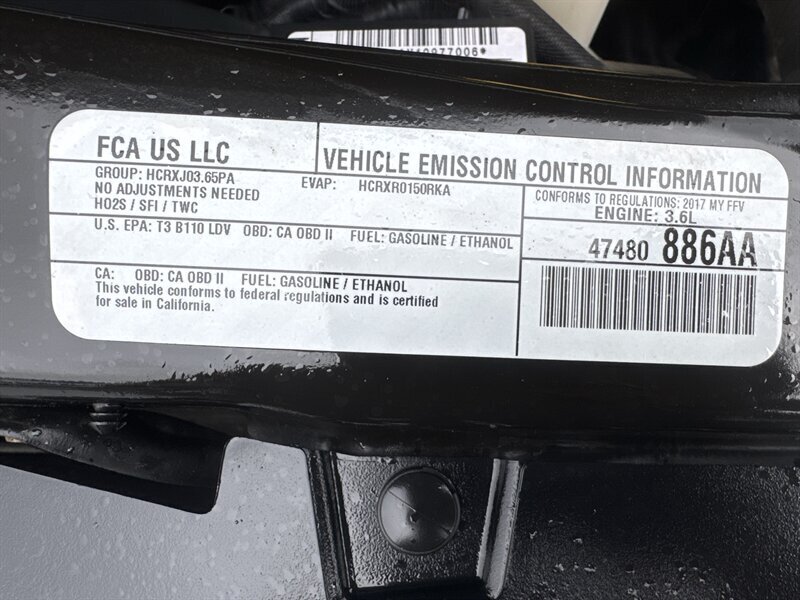 FCA US LLC
VEHICLE EMISSION CONTROL INFORMATION
GROUP: HCRXJ03.65PA EVAP: HCRXR0150RKA
NO ADJUSTMENTS NEEDED
HO2S / SFI / TWC
CONFORMS TO REGULATIONS: 2017 MY FFV
ENGINE: 3.6L
U.S. EPA: T3 B110 LDV OBD: CA OBD II FUEL: GASOLINE / ETHANOL
47480 886AA
CA: OBD: CA OBD II FUEL: GASOLINE / ETHANOL
This vehicle conforms to federal regulations and is certified
for sale in California.